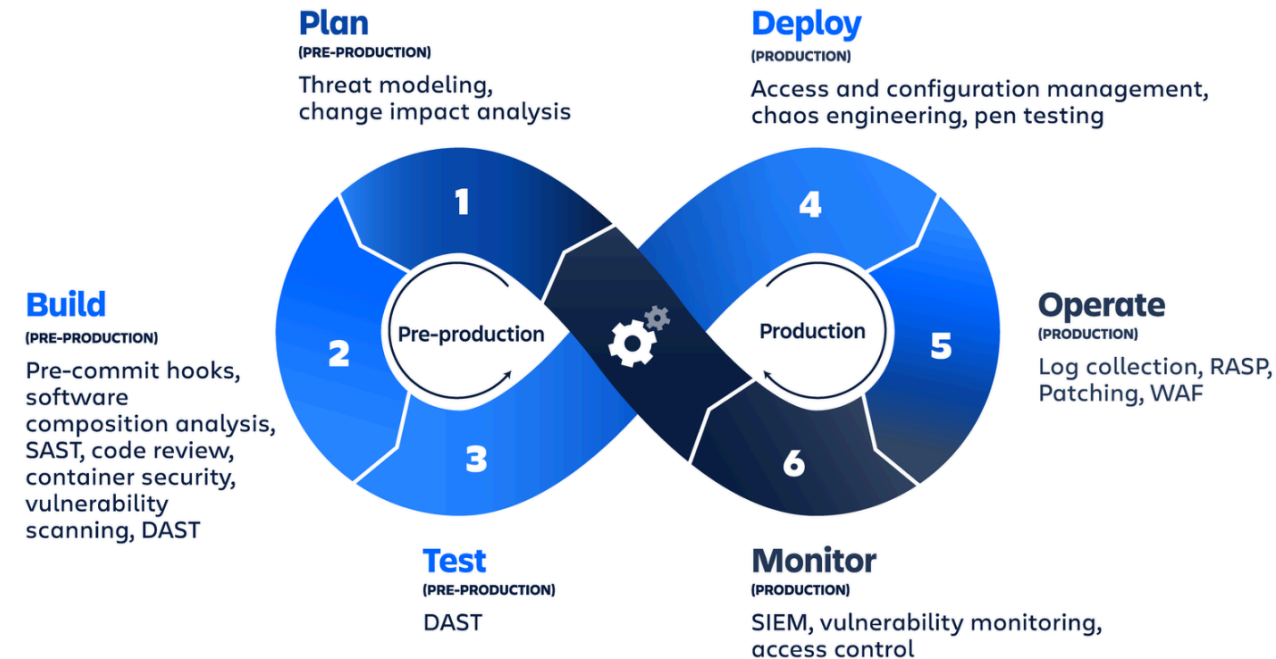 Plan
(PRE-PRODUCTION)
Threat modeling,
change impact analysis
Deploy
(PRODUCTION)
Access and configuration management,
chaos engineering, pen testing
1
4
Build
(PRE-PRODUCTION)
Pre-commit hooks,
software
composition analysis,
SAST, code review,
container security,
vulnerability
scanning, DAST
2
Pre-production
Production
5
Operate
(PRODUCTION)
Log collection, RASP,
Patching, WAF
3
6
Test
(PRE-PRODUCTION)
DAST
Monitor
(PRODUCTION)
SIEM, vulnerability monitoring,
access control